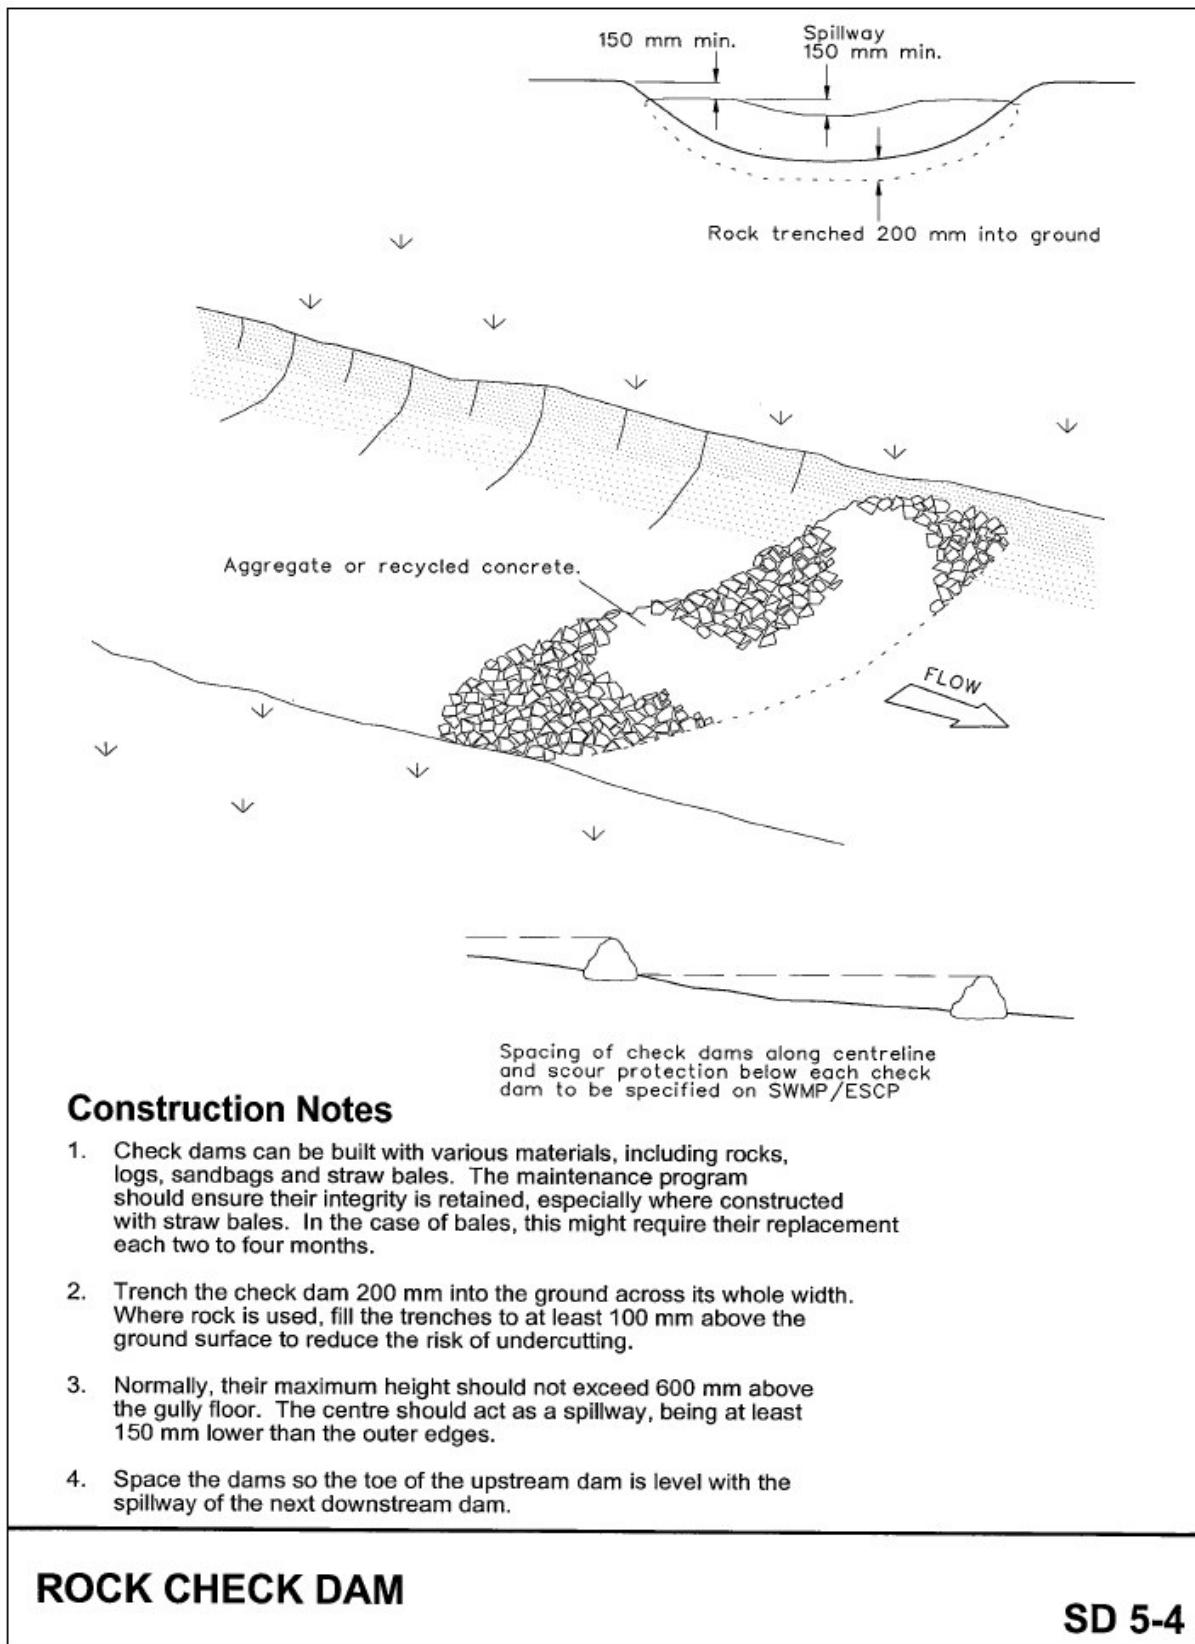 150 mm min.
Spillway
150 mm min.
Rock trenched 200 mm into ground
Aggregate or recycled concrete.
FLOW
Spacing of check dams along centreline
and scour protection below each check
dam to be specified on SWMP/ESCP
Construction Notes
1. Check dams can be built with various materials, including rocks,
logs, sandbags and straw bales. The maintenance program
should ensure their integrity is retained, especially where constructed
with straw bales. In the case of bales, this might require their replacement
each two to four months.
2. Trench the check dam 200 mm into the ground across its whole width.
Where rock is used, fill the trenches to at least 100 mm above the
ground surface to reduce the risk of undercutting.
3. Normally, their maximum height should not exceed 600 mm above
the gully floor. The centre should act as a spillway, being at least
150 mm lower than the outer edges.
4. Space the dams so the toe of the upstream dam is level with the
spillway of the next downstream dam.
ROCK CHECK DAM
SD 5-4